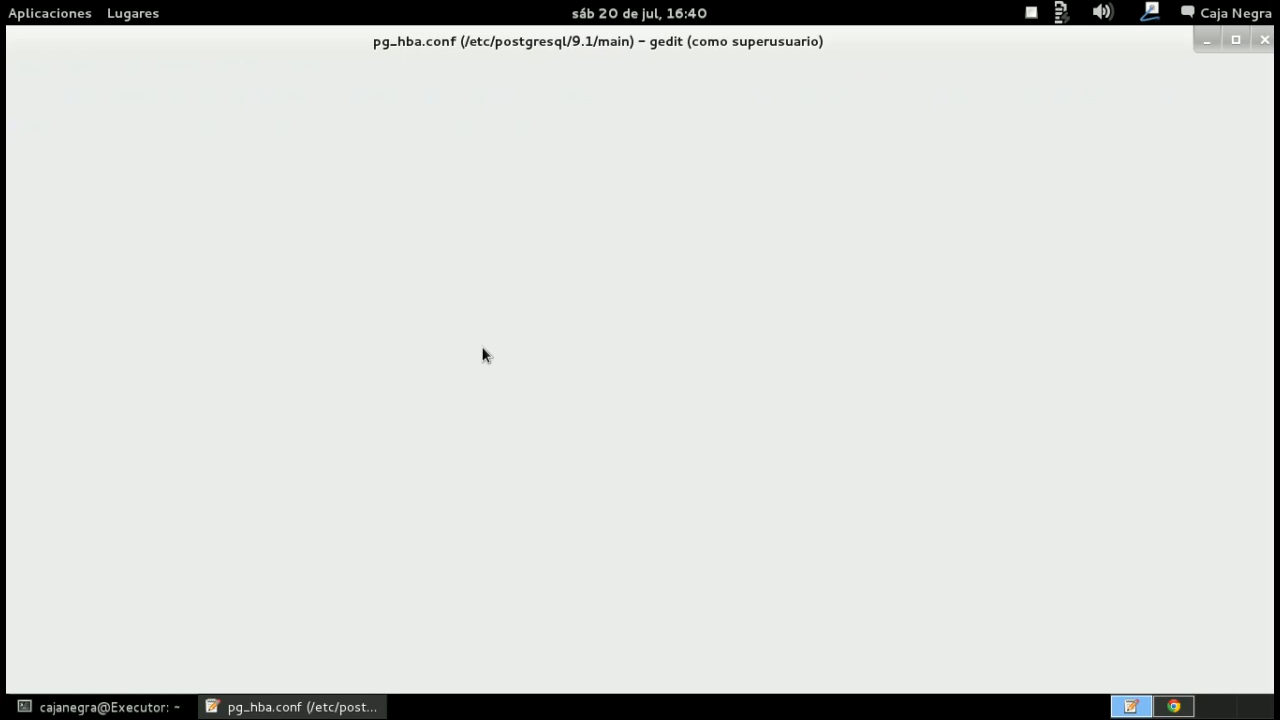 Aplicaciones Lugares sáb 20 de jul, 16:40 Caja Negra
pg_hba.conf (/etc/postgresql/9.1/main) - gedit (como superusuario)
cajanegra@Executor: ~ pg_hba.conf (/etc/post...